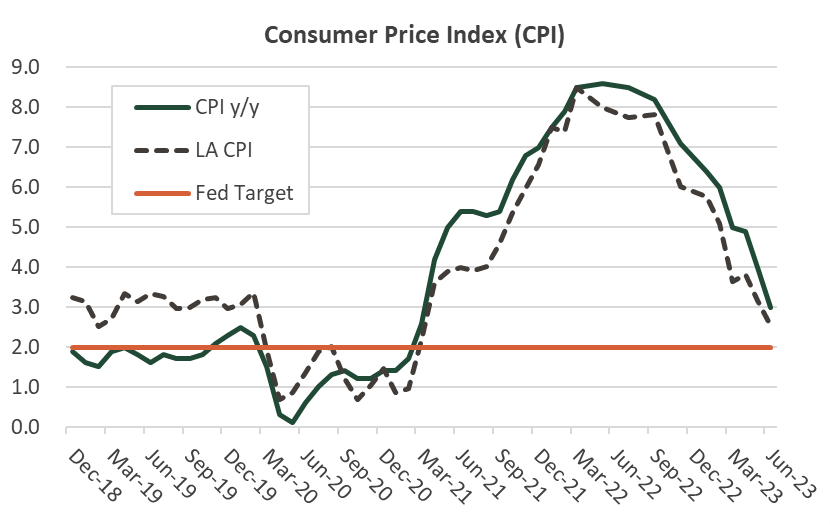 Consumer Price Index (CPI)
9.0
8.0
7.0
6.0
5.0
4.0
3.0
2.0
1.0
0.0
CPI y/y
LA CPI
Fed Target
Dec-18
Mar-19
Jun-19
Sep-19
Dec-19
Mar-20
Jun-20
Sep-20
Dec-20
Mar-21
Jun-21
Sep-21
Dec-21
Mar-22
Jun-22
Sep-22
Dec-22
Mar-23
Jun-23